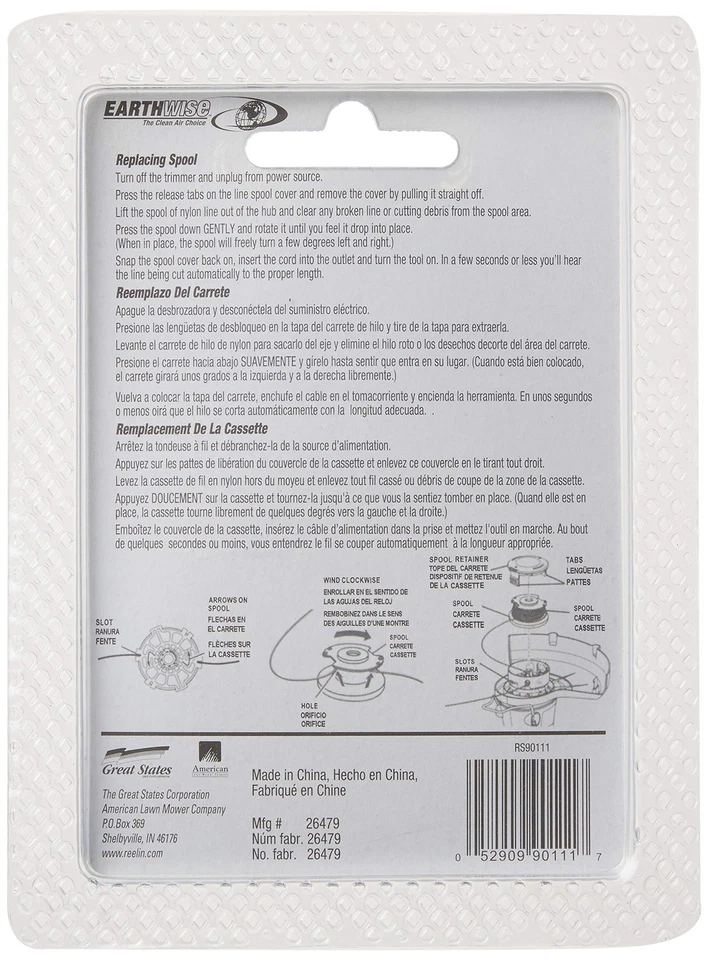 EARTHWISE
The Clean Air Choice
Replacing Spool
Turn off the trimmer and unplug from power source.
Press the release tabs on the line spool cover and remove the cover by pulling it straight off.
Lift the spool of nylon line out of the hub and clear any broken line or cutting debris from the spool area.
Press the spool down GENTLY and rotate it until you feel it drop into place.
(When in place, the spool will freely turn a few degrees left and right.)
Snap the spool cover back on, insert the cord into the outlet and turn the tool on. In a few seconds or less you'll hear
the line being cut automatically to the proper length.
Reemplazo Del Carrete
Apague la desbrozadora y desconéctela del suministro eléctrico.
Presione las lengüetas de desbloqueo en la tapa del carrete de hilo y tire de la tapa para extraerla.
Levante el carrete de hilo de nylon para sacarlo del eje y elimine el hilo roto o los desechos decorte del área del carrete.
Presione el carrete hacia abajo SUAVEMENTE y gírelo hasta sentir que entra en su lugar. (Cuando está bien colocado,
el carrete girará unos grados a la izquierda y a la derecha libremente.)
Vuelva a colocar la tapa del carrete, enchufe el cable en el tomacorriente y encienda la herramienta. En unos segundos
o menos oirá que el hilo se corta automáticamente con la longitud adecuada. .
Remplacement De La Cassette
Arrêtez la tondeuse à fil et débranchez-la de la source d'alimentation.
Appuyez sur les pattes de libération du couvercle de la cassette et enlevez ce couvercle en le tirant tout droit.
Levez la cassette de fil en nylon hors du moyeu et enlevez tout fil cassé ou débris de coupe de la zone de la cassette.
Appuyez DOUCEMENT sur la cassette et tournez-la jusqu'à ce que vous la sentiez tomber en place. (Quand elle est en
place, la cassette tourne librement de quelques degrés vers la gauche et la droite.)
Emboîtez le couvercle de la cassette, insérez le câble d'alimentation dans la prise et mettez l'outil en marche. Au bout
de quelques secondes ou moins, vous entendrez le fil se couper automatiquement à la longueur appropriée.
SLOT
RANURA
FENTE
ARROWS ON
SPOOL
FLECHAS EN
EL CARRETE
FLÈCHES SUR
LA CASSETTE
WIND CLOCKWISE
ENROLLAR EN EL SENTIDO DE
LAS AGUJAS DEL RELOJ
REMBOBINEZ DANS LE SENS
DES AIGUILLES D'UNE MONTRE
SPOOL
CARRETE
CASSETTE
HOLE
ORIFICIO
ORIFICE
SPOOL RETAINER
TOPE DEL CARRETE
DISPOSITIF DE RETENUE
DE LA CASSETTE
TABS
LENGÜETAS
PATTES
SPOOL
CARRETE
CASSETTE
SPOOL
CARRETE
CASSETTE
SLOTS
RANURA
FENTES
Great States
American
The Great States Corporation
American Lawn Mower Company
P.O.Box 369
Shelbyville, IN 46176
www.reelin.com
Made in China, Hecho en China,
Fabriqué en Chine
Mfg # 26479
Núm fabr. 26479
No. fabr. 26479
RS90111
0 52909 90111 7